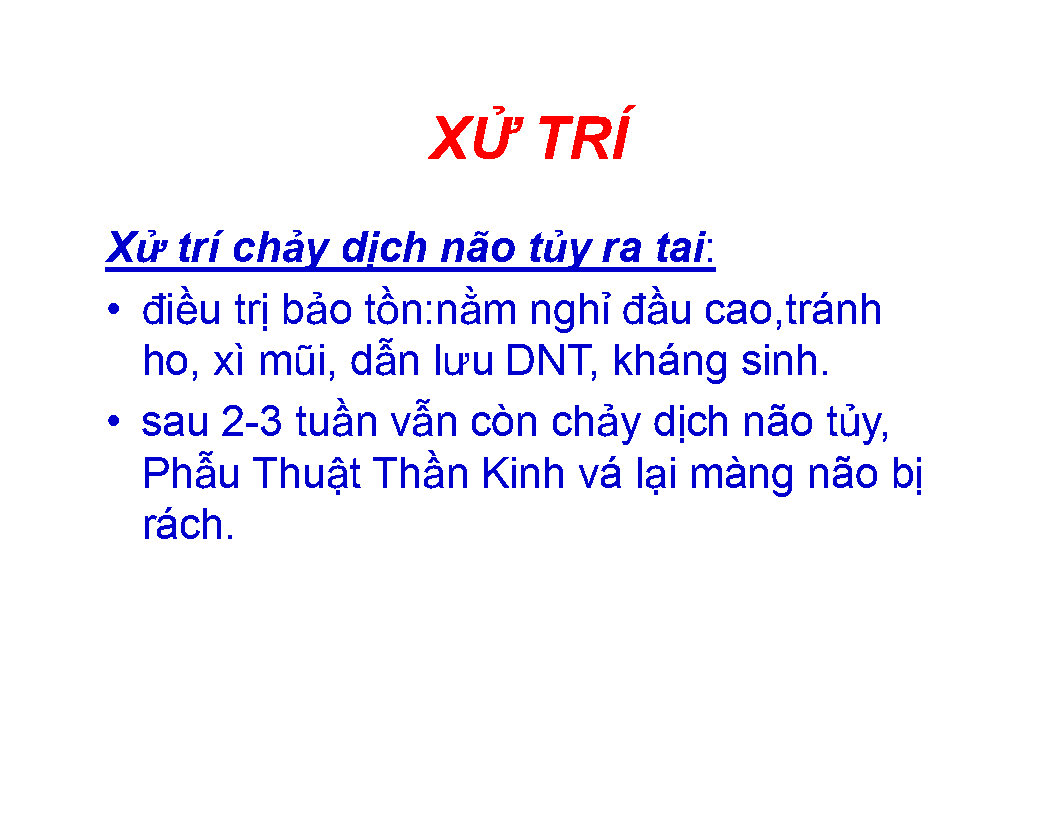 XỬ TRÍ
Xử trí chảy dịch não tủy ra tai:
• điều trị bảo tồn:nằm nghỉ đầu cao,tránh
ho, xì mũi, dẫn lưu DNT, kháng sinh.
• sau 2-3 tuần vẫn còn chảy dịch não tủy,
Phẫu Thuật Thần Kinh vá lại màng não bị
rách.